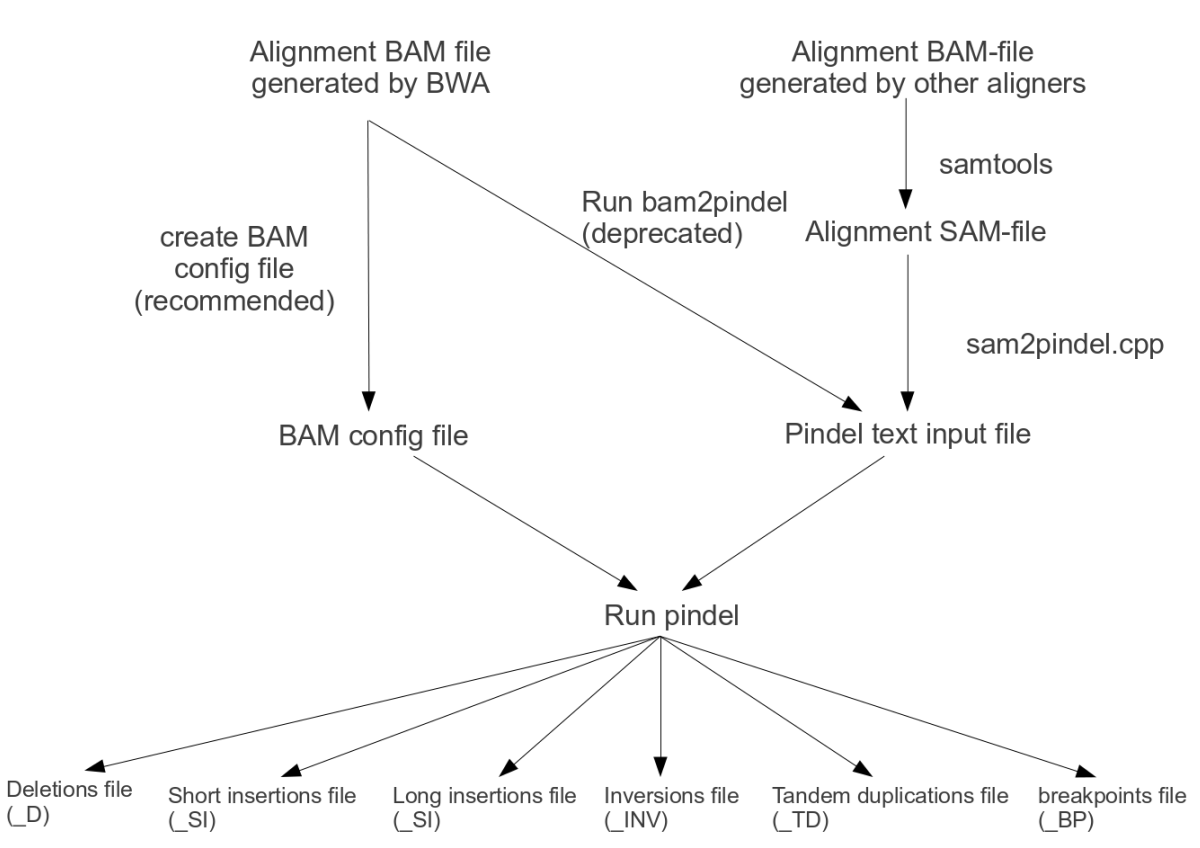 Alignment BAM file
generated by BWA
Alignment BAM-file
generated by other aligners
samtools
Run bam2pindel
(deprecated)
Alignment SAM-file
create BAM
config file
(recommended)
sam2pindel.cpp
BAM config file
Pindel text input file
Run pindel
Deletions file
(_D)
Short insertions file
(_SI)
Long insertions file
(_SI)
Inversions file
(_INV)
Tandem duplications file
(_TD)
breakpoints file
(_BP)